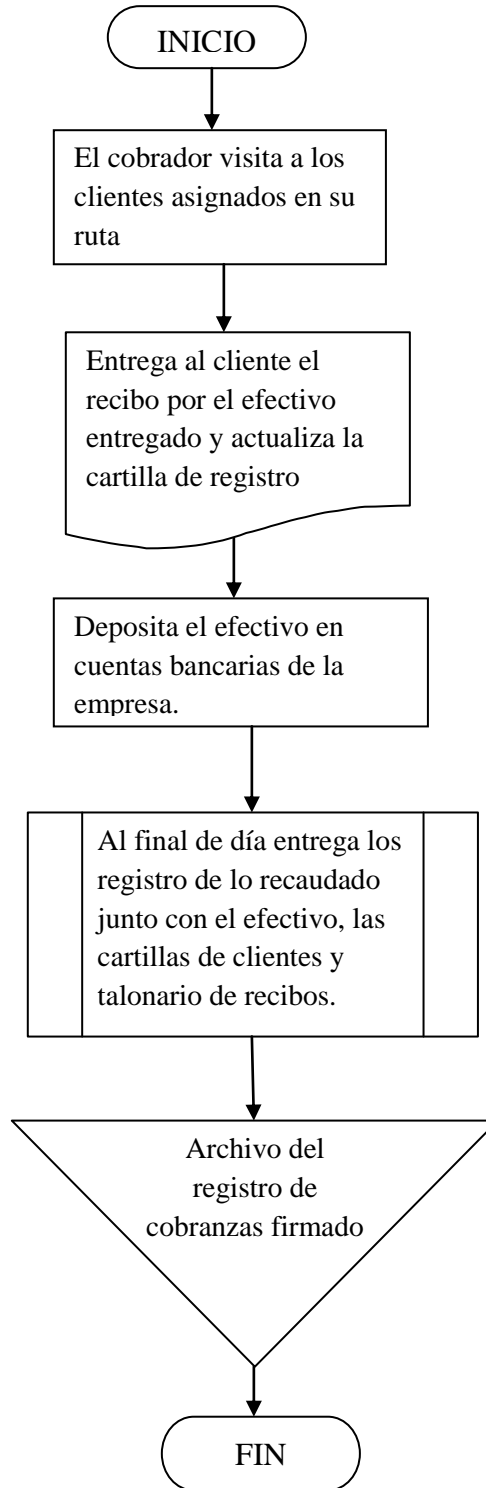 INICIO
El cobrador visita a los
clientes asignados en su
ruta
Entrega al cliente el
recibo por el efectivo
entregado y actualiza la
cartilla de registro
Deposita el efectivo en
cuentas bancarias de la
empresa.
Al final de día entrega los
registro de lo recaudado
junto con el efectivo, las
cartillas de clientes y
talonario de recibos.
Archivo del
registro de
cobranzas firmado
FIN